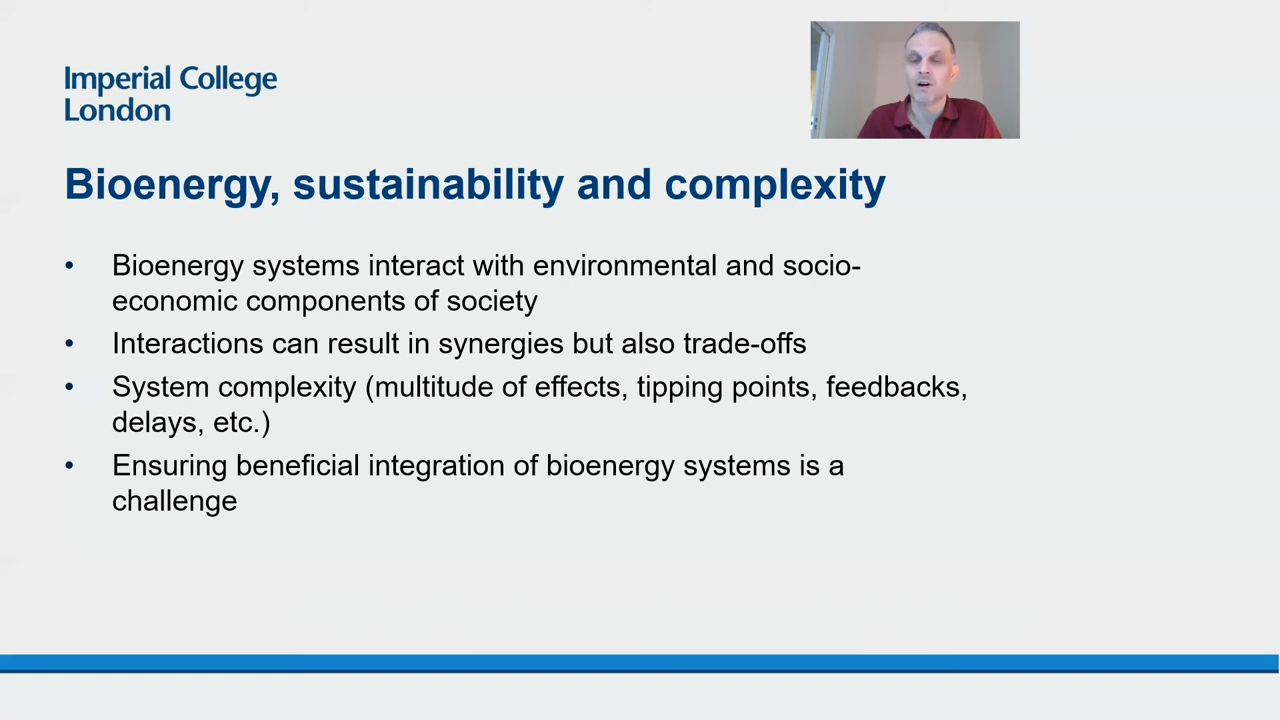 Imperial College
London
Bioenergy, sustainability and complexity
• Bioenergy systems interact with environmental and socio-
economic components of society
• Interactions can result in synergies but also trade-offs
• System complexity (multitude of effects, tipping points, feedbacks,
delays, etc.)
• Ensuring beneficial integration of bioenergy systems is a
challenge